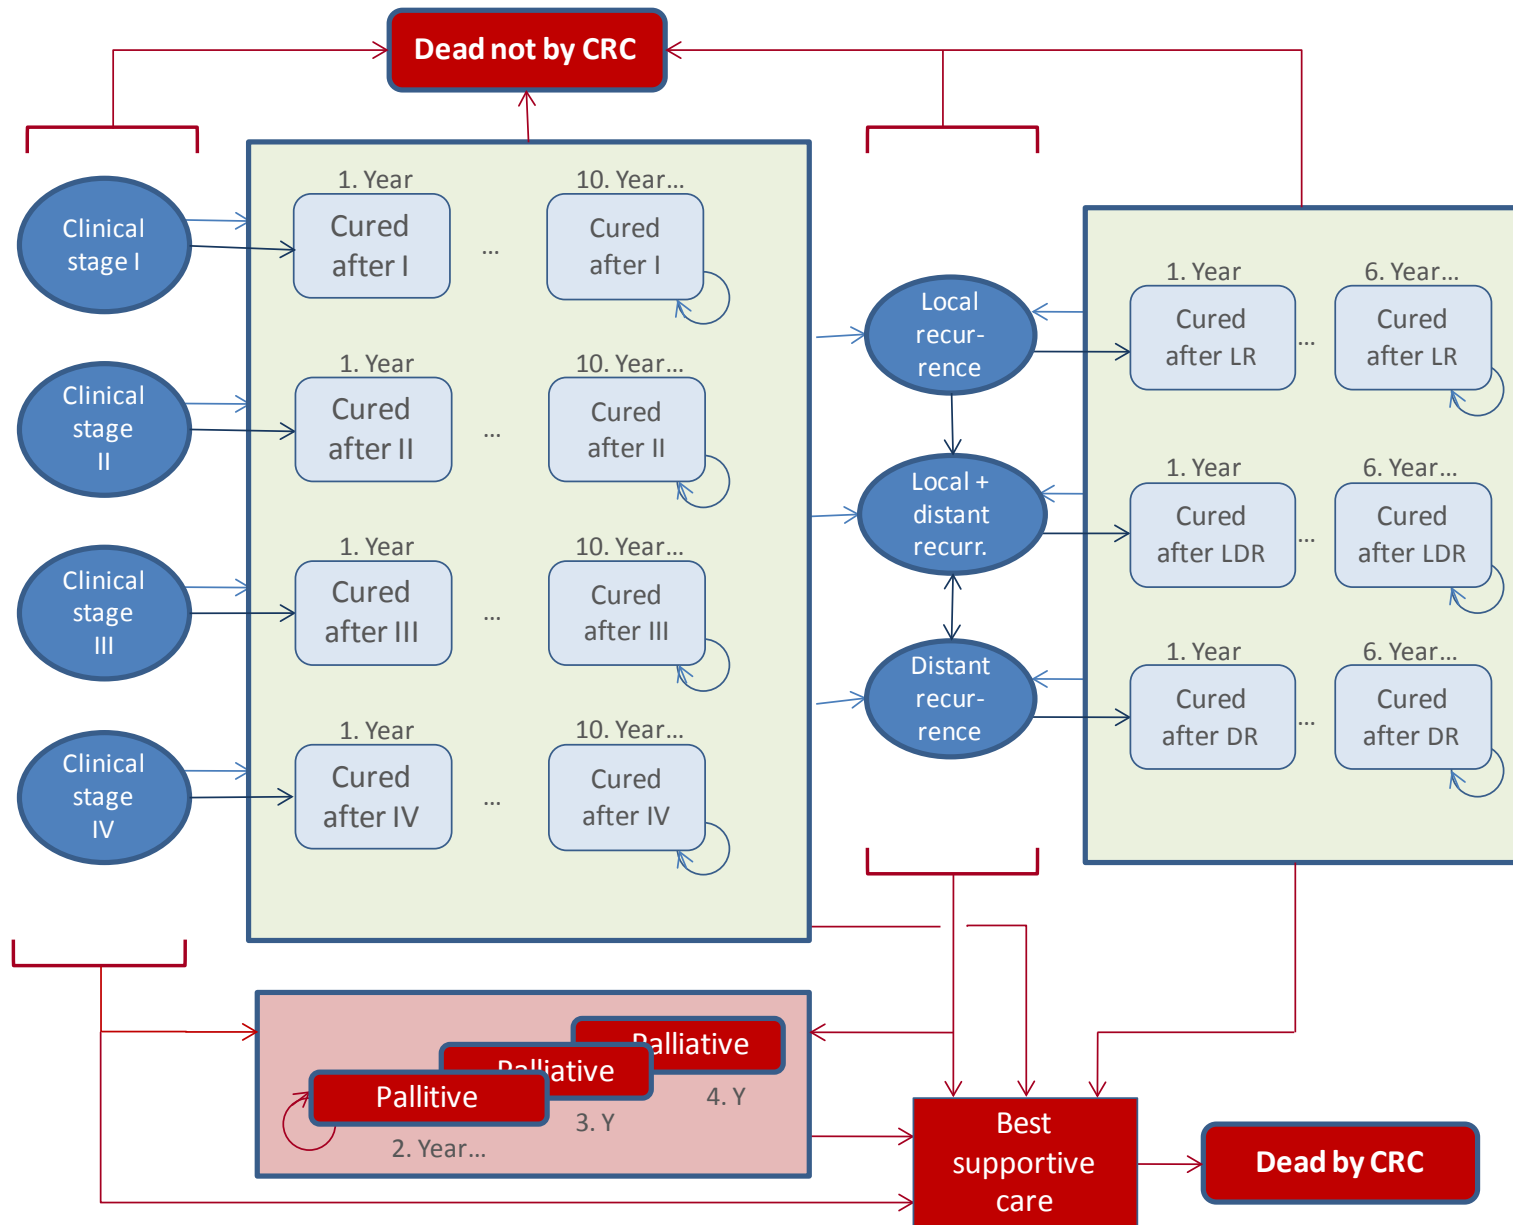 Dead not by CRC
Clinical
stage I
1. Year
Cured
after I
...
10. Year...
Cured
after I
Clinical
stage
II
1. Year
Cured
after II
...
10. Year...
Cured
after II
Clinical
stage
III
1. Year
Cured
after III
...
10. Year...
Cured
after III
Clinical
stage
IV
1. Year
Cured
after IV
...
10. Year...
Cured
after IV
Local
recur-
rence
Local +
distant
recurr.
Distant
recur-
rence
1. Year
Cured
after LR
...
6. Year...
Cured
after LR
1. Year
Cured
after LDR
...
6. Year...
Cured
after LDR
1. Year
Cured
after DR
...
6. Year...
Cured
after DR
Palliative
4. Y
Palliative
3. Y
Pallitive
2. Year...
Best
supportive
care
Dead by CRC